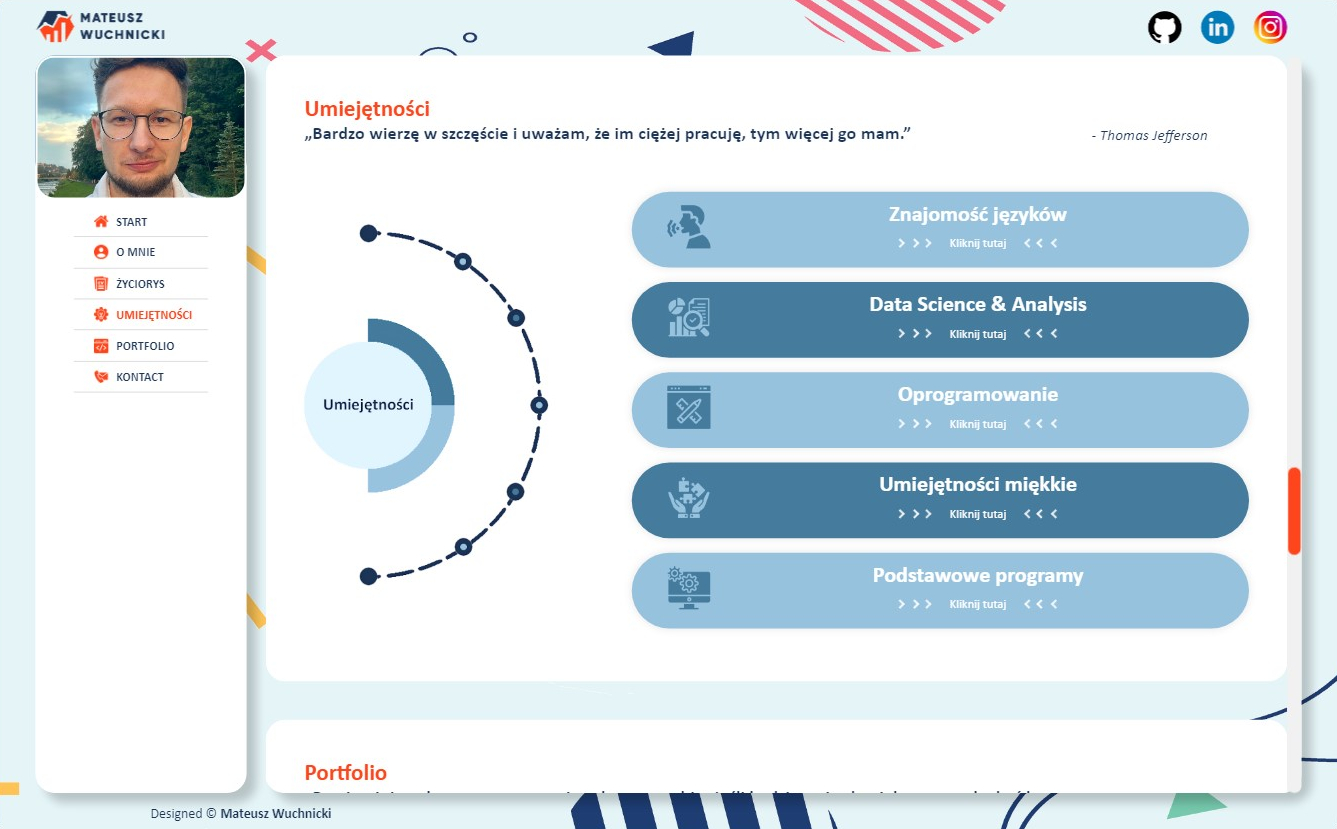 MATEUSZ
WUCHNICKI
START
O MNIE
ŻYCIORYS
UMIEJĘTNOŚCI
PORTFOLIO
KONTACT
Umiejętności
„Bardzo wierzę w szczęście i uważam, że im ciężej pracuję, tym więcej go mam.”
- Thomas Jefferson
Umiejętności
Znajomość języków
> > > Kliknij tutaj < < <
Data Science & Analysis
> > > Kliknij tutaj < < <
Oprogramowanie
> > > Kliknij tutaj < < <
Umiejętności miękkie
> > > Kliknij tutaj < < <
Podstawowe programy
> > > Kliknij tutaj < < <
Portfolio
Designed © Mateusz Wuchnicki